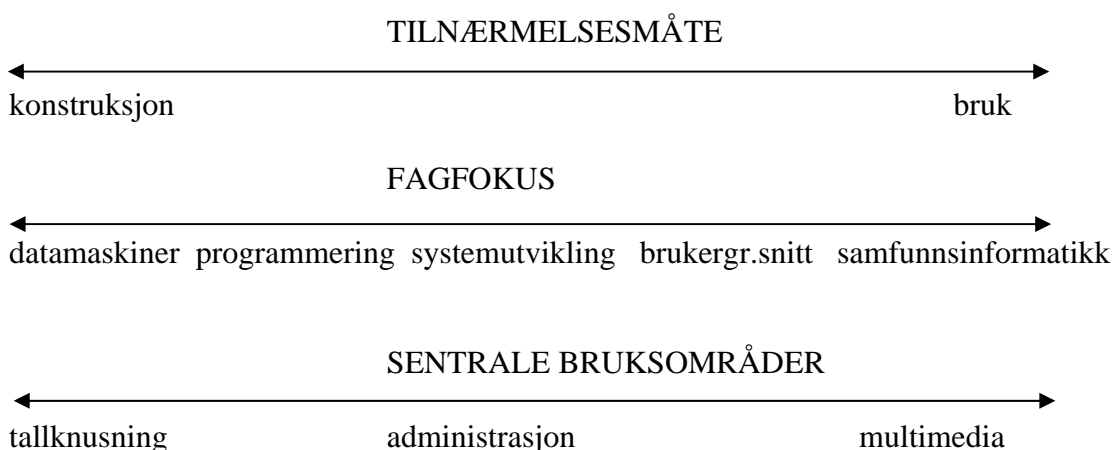 TILNÆRMELSESMÅTE
konstruksjon bruk
FAGFOKUS
datamaskiner programmering systemutvikling brukergr.snitt samfunnsinformatikk
SENTRALE BRUKSOMRÅDER
tallknusning administrasjon multimedia